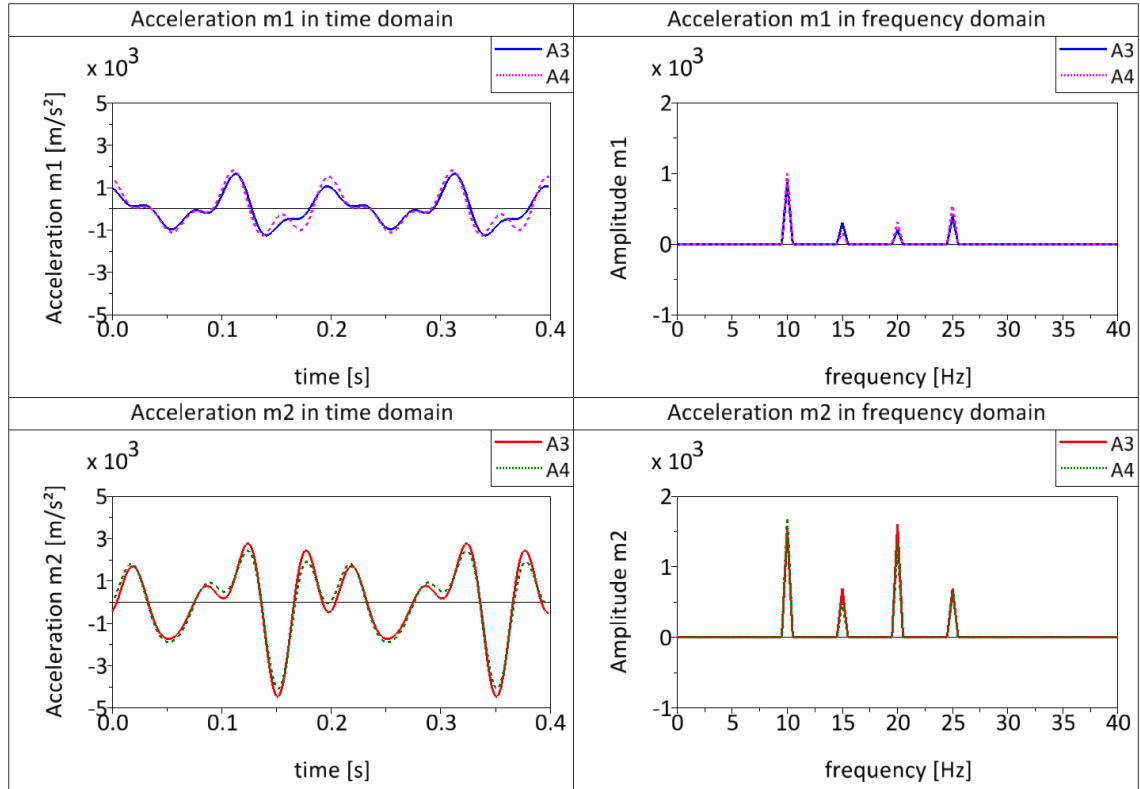 Acceleration m1 in time domain
A3
A4
x 10³
Acceleration m1 [m/s²]
5
3
1
-1
-3
-5
0.0 0.1 0.2 0.3 0.4
time [s]
Acceleration m1 in frequency domain
A3
A4
x 10³
Amplitude m1
2
1
0
-1
0 5 10 15 20 25 30 35 40
frequency [Hz]
Acceleration m2 in time domain
A3
A4
x 10³
Acceleration m2 [m/s²]
5
3
1
-1
-3
-5
0.0 0.1 0.2 0.3 0.4
time [s]
Acceleration m2 in frequency domain
A3
A4
x 10³
Amplitude m2
2
1
0
-1
0 5 10 15 20 25 30 35 40
frequency [Hz]